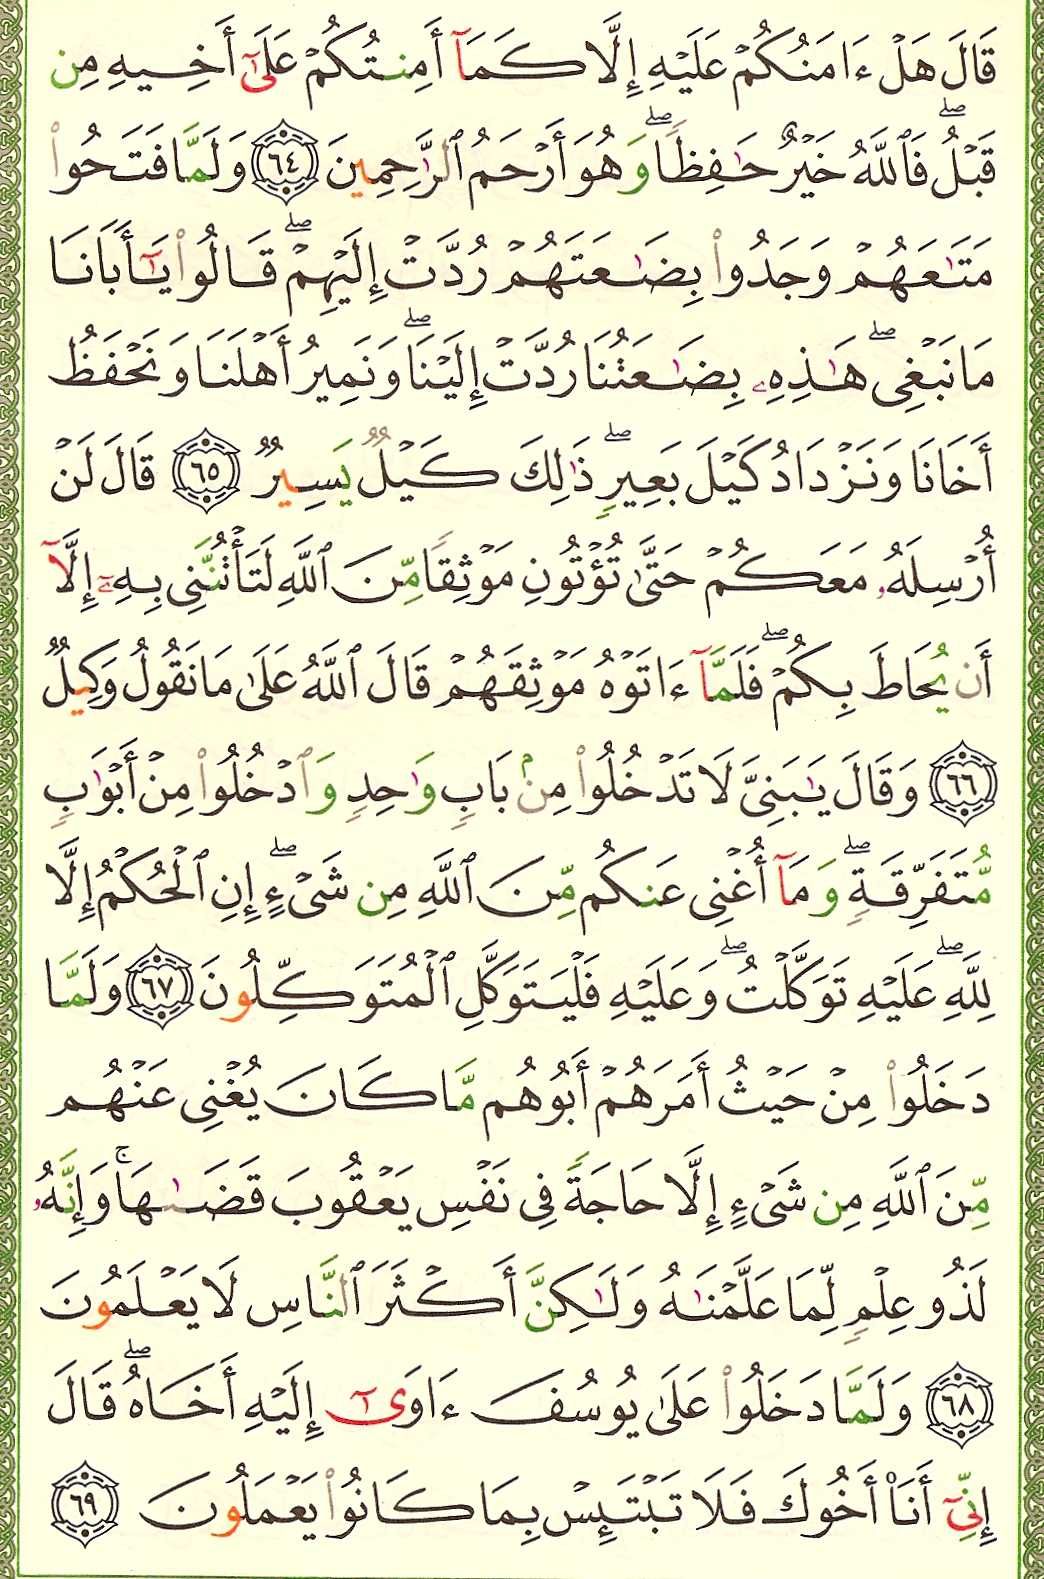 قَالَ هَلْ ءَامَنُكُمْ عَلَيْهِ إِلَّا كَمَآ أَمِنتُكُمْ عَلَىٰٓ أَخِيهِ مِن
قَبْلُ ۖ فَٱللَّهُ خَيْرٌ حَـٰفِظًا ۖ وَهُوَ أَرْحَمُ ٱلرَّٰحِمِينَ ٦٤ وَلَمَّا فَتَحُوا۟
مَتَـٰعَهُمْ وَجَدُوا۟ بِضَـٰعَتَهُمْ رُدَّتْ إِلَيْهِمْ ۖ قَالُوا۟ يَـٰٓأَبَانَا
مَا نَبْغِى ۖ هَـٰذِهِۦ بِضَـٰعَتُنَا رُدَّتْ إِلَيْنَا ۖ وَنَمِيرُ أَهْلَنَا وَنَحْفَظُ
أَخَانَا وَنَزْدَادُ كَيْلَ بَعِيرٍ ۖ ذَٰلِكَ كَيْلٌ يَسِيرٌ ٦٥ قَالَ لَنْ
أُرْسِلَهُۥ مَعَكُمْ حَتَّىٰ تُؤْتُونِ مَوْثِقًا مِّنَ ٱللَّهِ لَتَأْتُنَّنِى بِهِۦٓ إِلَّآ
أَن يُحَاطَ بِكُمْ ۖ فَلَمَّآ ءَاتَوْهُ مَوْثِقَهُمْ قَالَ ٱللَّهُ عَلَىٰ مَا نَقُولُ وَكِيلٌ
٦٦ وَقَالَ يَـٰبَنِىَّ لَا تَدْخُلُوا۟ مِنۢ بَابٍ وَٰحِدٍ وَٱدْخُلُوا۟ مِنْ أَبْوَٰبٍ
مُّتَفَرِّقَةٍ ۖ وَمَآ أُغْنِى عَنكُم مِّنَ ٱللَّهِ مِن شَىْءٍ ۖ إِنِ ٱلْحُكْمُ إِلَّا
لِلَّهِ ۖ عَلَيْهِ تَوَكَّلْتُ ۖ وَعَلَيْهِ فَلْيَتَوَكَّلِ ٱلْمُتَوَكِّلُونَ ٦٧ وَلَمَّا
دَخَلُوا۟ مِنْ حَيْثُ أَمَرَهُمْ أَبُوهُم مَّا كَانَ يُغْنِى عَنْهُم
مِّنَ ٱللَّهِ مِن شَىْءٍ إِلَّا حَاجَةً فِى نَفْسِ يَعْقُوبَ قَضَىٰهَا ۚ وَإِنَّهُۥ
لَذُو عِلْمٍ لِّمَا عَلَّمْنَـٰهُ وَلَـٰكِنَّ أَكْثَرَ ٱلنَّاسِ لَا يَعْلَمُونَ
٦٨ وَلَمَّا دَخَلُوا۟ عَلَىٰ يُوسُفَ ءَاوَىٰٓ إِلَيْهِ أَخَاهُ ۖ قَالَ
إِنِّىٓ أَنَا۠ أَخُوكَ فَلَا تَبْتَئِسْ بِمَا كَانُوا۟ يَعْمَلُونَ ٦٩